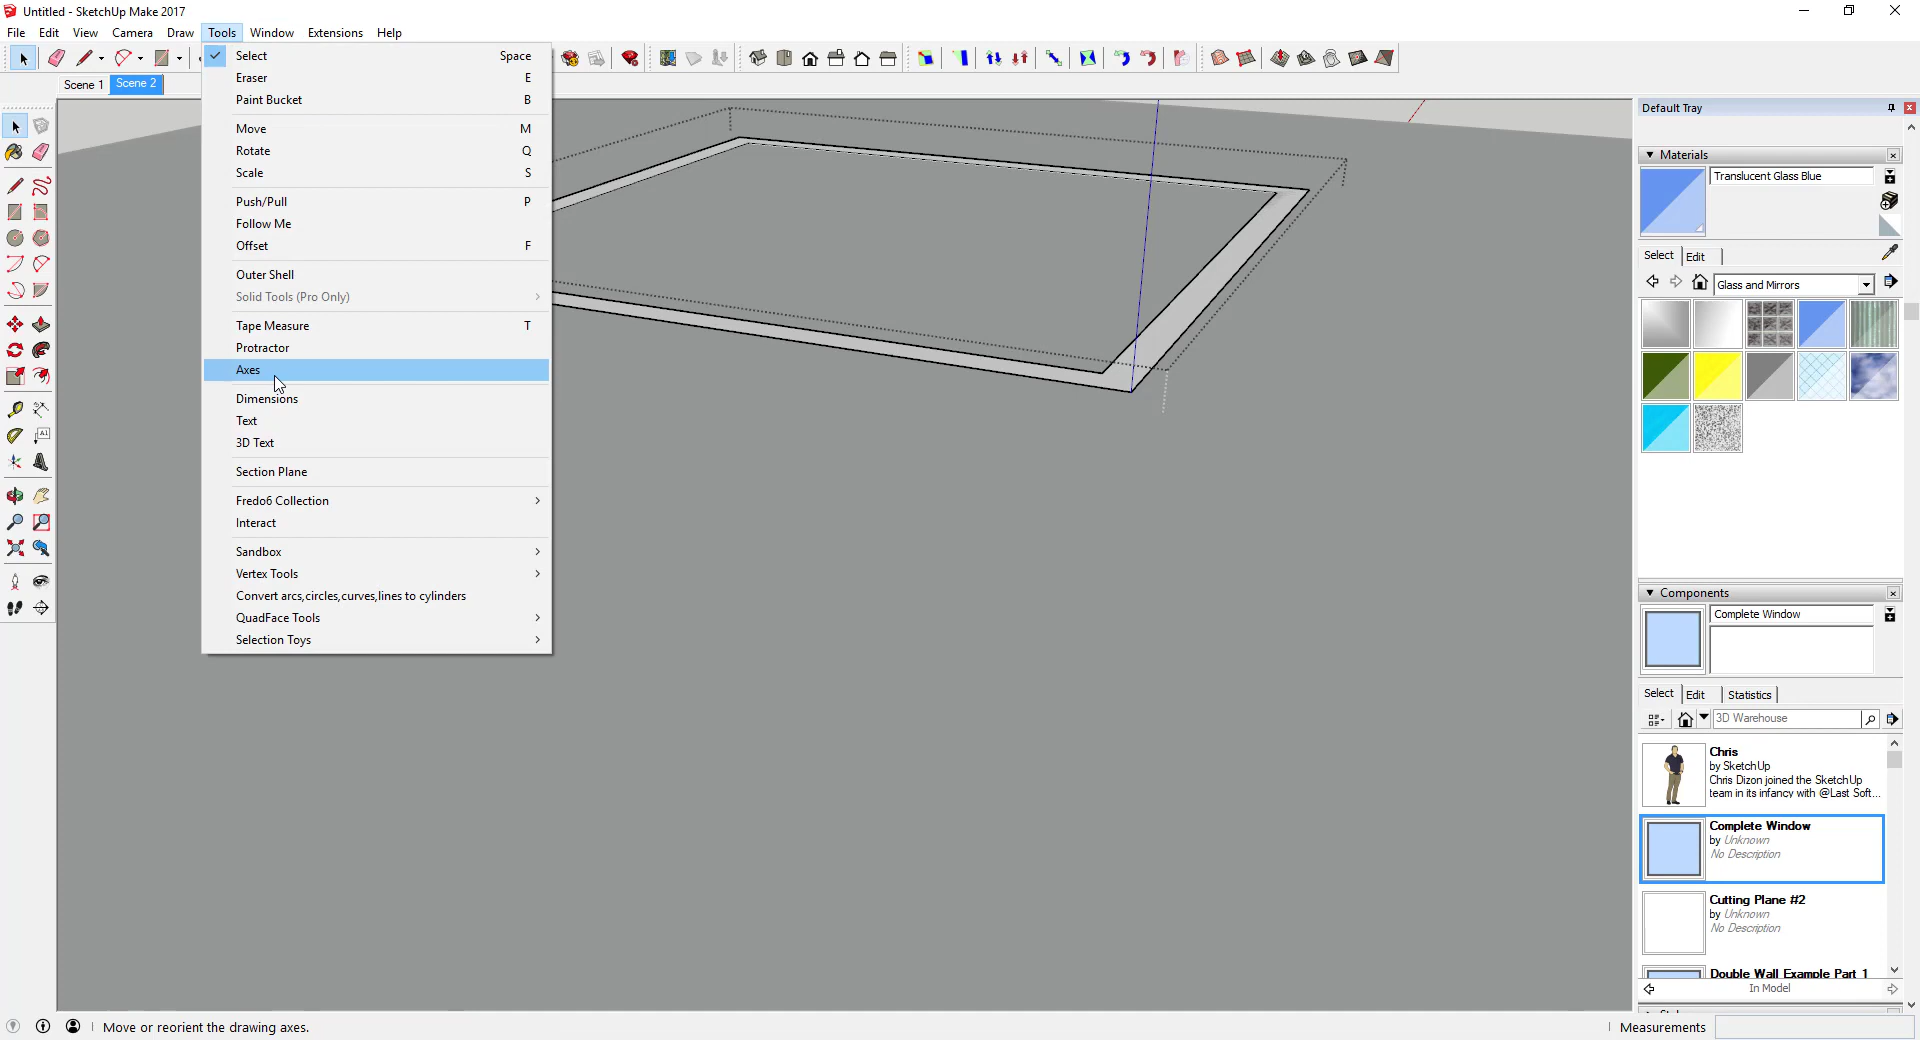 Untitled - SketchUp Make 2017
File Edit View Camera Draw Tools Window Extensions Help
Scene 1 Scene 2
Select Space
Eraser E
Paint Bucket B
Move M
Rotate Q
Scale S
Push/Pull P
Follow Me
Offset F
Outer Shell
Solid Tools (Pro Only)
Tape Measure T
Protractor
Axes
Dimensions
Text
3D Text
Section Plane
Fredo6 Collection
Interact
Sandbox
Vertex Tools
Convert arcs,circles,curves,lines to cylinders
QuadFace Tools
Selection Toys
A1
Default Tray
Materials
Translucent Glass Blue
Select Edit
Glass and Mirrors
Components
Complete Window
Select Edit Statistics
3D Warehouse
Chris
by SketchUp
Chris Dizon joined the SketchUp
team in its infancy with @Last Soft...
Complete Window
by Unknown
No Description
Cutting Plane #2
by Unknown
No Description
Double Wall Example Part 1
In Model
Move or reorient the drawing axes.
Measurements